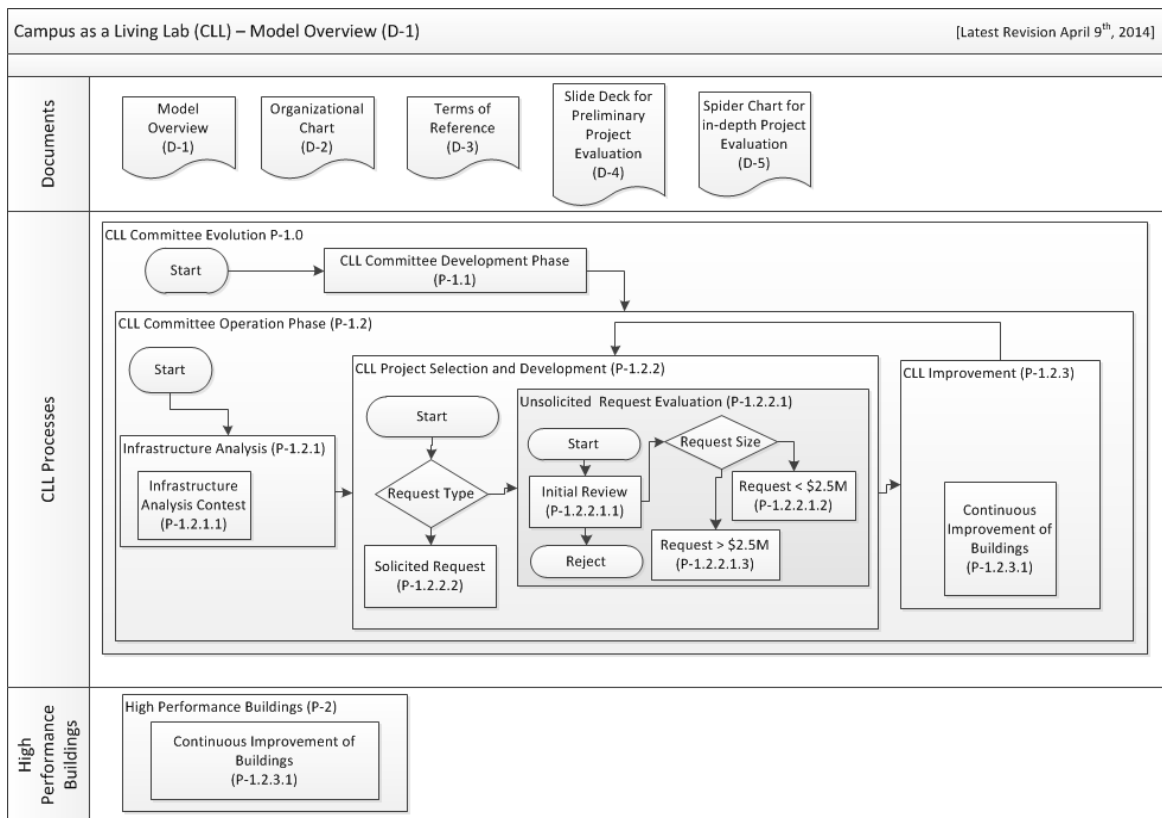 Campus as a Living Lab (CLL) – Model Overview (D-1)
[Latest Revision April 9th, 2014]
Documents
Model
Overview
(D-1)
Organizational
Chart
(D-2)
Terms of
Reference
(D-3)
Slide Deck for
Preliminary
Project
Evaluation
(D-4)
Spider Chart for
in-depth Project
Evaluation
(D-5)
CLL Processes
CLL Committee Evolution P-1.0
Start
CLL Committee Development Phase
(P-1.1)
CLL Committee Operation Phase (P-1.2)
Start
Infrastructure Analysis (P-1.2.1)
Infrastructure
Analysis Contest
(P-1.2.1.1)
CLL Project Selection and Development (P-1.2.2)
Start
Request Type
Solicited Request
(P-1.2.2.2)
Unsolicited Request Evaluation (P-1.2.2.1)
Start
Initial Review
(P-1.2.2.1.1)
Reject
Request Size
Request < $2.5M
(P-1.2.2.1.2)
Request > $2.5M
(P-1.2.2.1.3)
CLL Improvement (P-1.2.3)
Continuous
Improvement of
Buildings
(P-1.2.3.1)
High
Performance
Buildings
High Performance Buildings (P-2)
Continuous Improvement of
Buildings
(P-1.2.3.1)